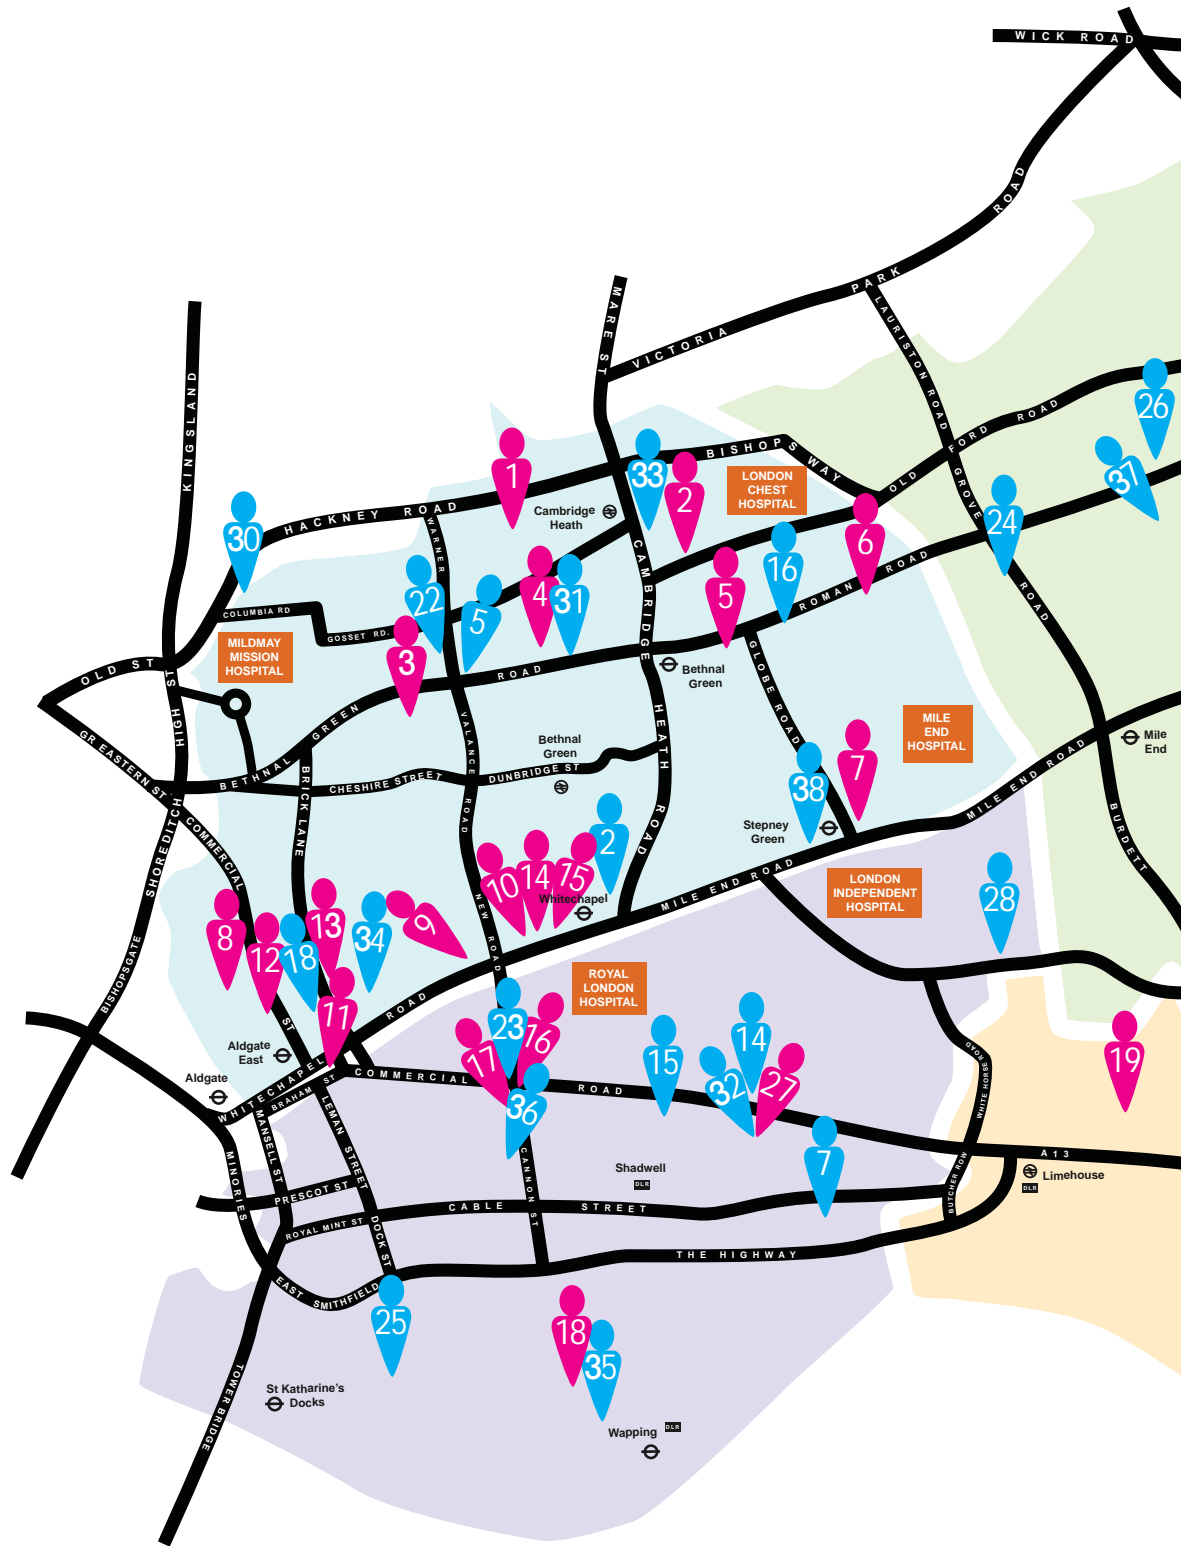 WICK ROAD
ROAD
PARK
VICTORIA
MARE ST
LAURISTON ROAD
KINGSLAND
26
FORD ROAD
OLD
BISHOPS WAY
37
1
33
2
LONDON
CHEST
HOSPITAL
GROVE
24
30
HACKNEY ROAD
Cambridge
Heath
6
WARNER
CAMBRIDGE
16
ROMAN ROAD
22
5
4
31
5
ROAD
COLUMBIA RD
GOSSET RD.
MILDMAY
MISSION
HOSPITAL
3
ROAD
Bethnal
Green
GLOBE ROAD
OLD ST
HIGH ST
GREEN
BETHNAL
VALANCE
ROAD
HEATH
ROAD
MILE
END
HOSPITAL
Mile
End
GR EASTERN ST
Bethnal
Green
7
38
BRICK LANE
CHESHIRE STREET
DUNBRIDGE ST
MILE END ROAD
Stepney
Green
BURDETT
SHOREDITCH
COMMERCIAL
ST
2
10
14
15
Whitechapel
MILE END ROAD
LONDON
INDEPENDENT
HOSPITAL
28
8
12
18
13
34
9
NEW ROAD
BISHOPSGATE
11
ROAD
ROYAL
LONDON
HOSPITAL
23
16
17
36
15
14
32
27
19
Aldgate
East
Aldgate
WHITECHAPEL
BRAHAM ST
COMMERCIAL
ROAD
WHITE HORSE
ROAD
7
A13
Limehouse
DLR
MINORIES
MANSELL ST
LEMAN STREET
PRESCOT ST
CANNON ST
Shadwell
DLR
CABLE STREET
BUTCHER ROW
ROYAL MINT ST
DOCK ST
THE HIGHWAY
EAST SMITHFIELD
25
18
35
St Katharine's
Docks
TOWER BRIDGE
Wapping
DLR